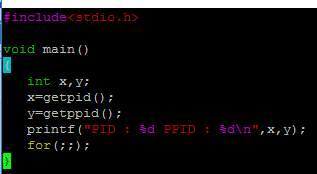 #include<stdio.h>
void main()
{
int x,y;
x=getpid();
y=getppid();
printf("PID : %d PPID : %d\n",x,y);
for(;;);
}